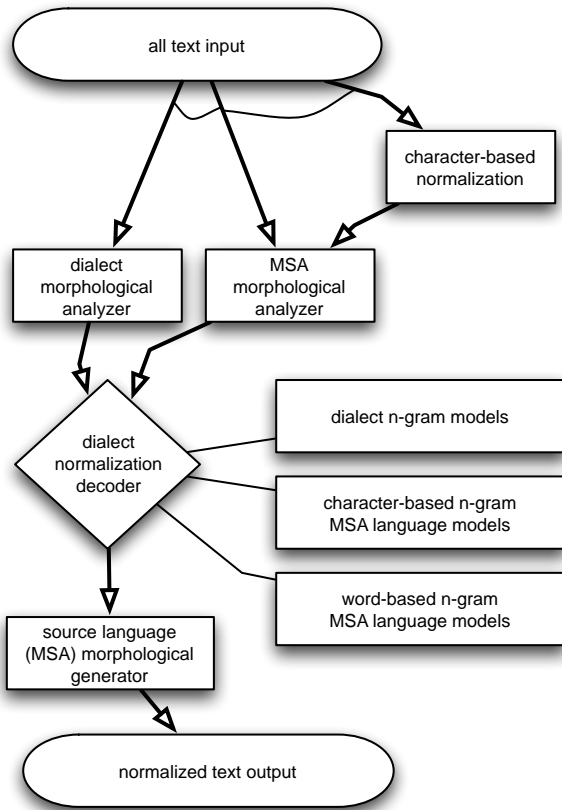 all text input
character-based
normalization
dialect
morphological
analyzer
MSA
morphological
analyzer
dialect
normalization
decoder
dialect n-gram models
character-based n-gram
MSA language models
word-based n-gram
MSA language models
source language
(MSA) morphological
generator
normalized text output